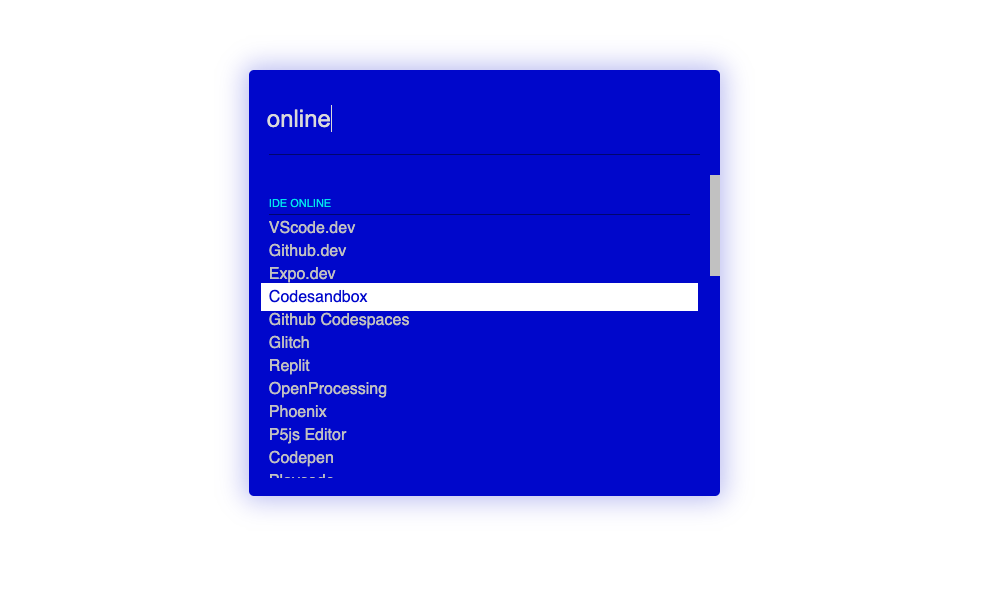 online
IDE ONLINE
VScode.dev
Github.dev
Expo.dev
Codesandbox
Github Codespaces
Glitch
Replit
OpenProcessing
Phoenix
P5js Editor
Codepen